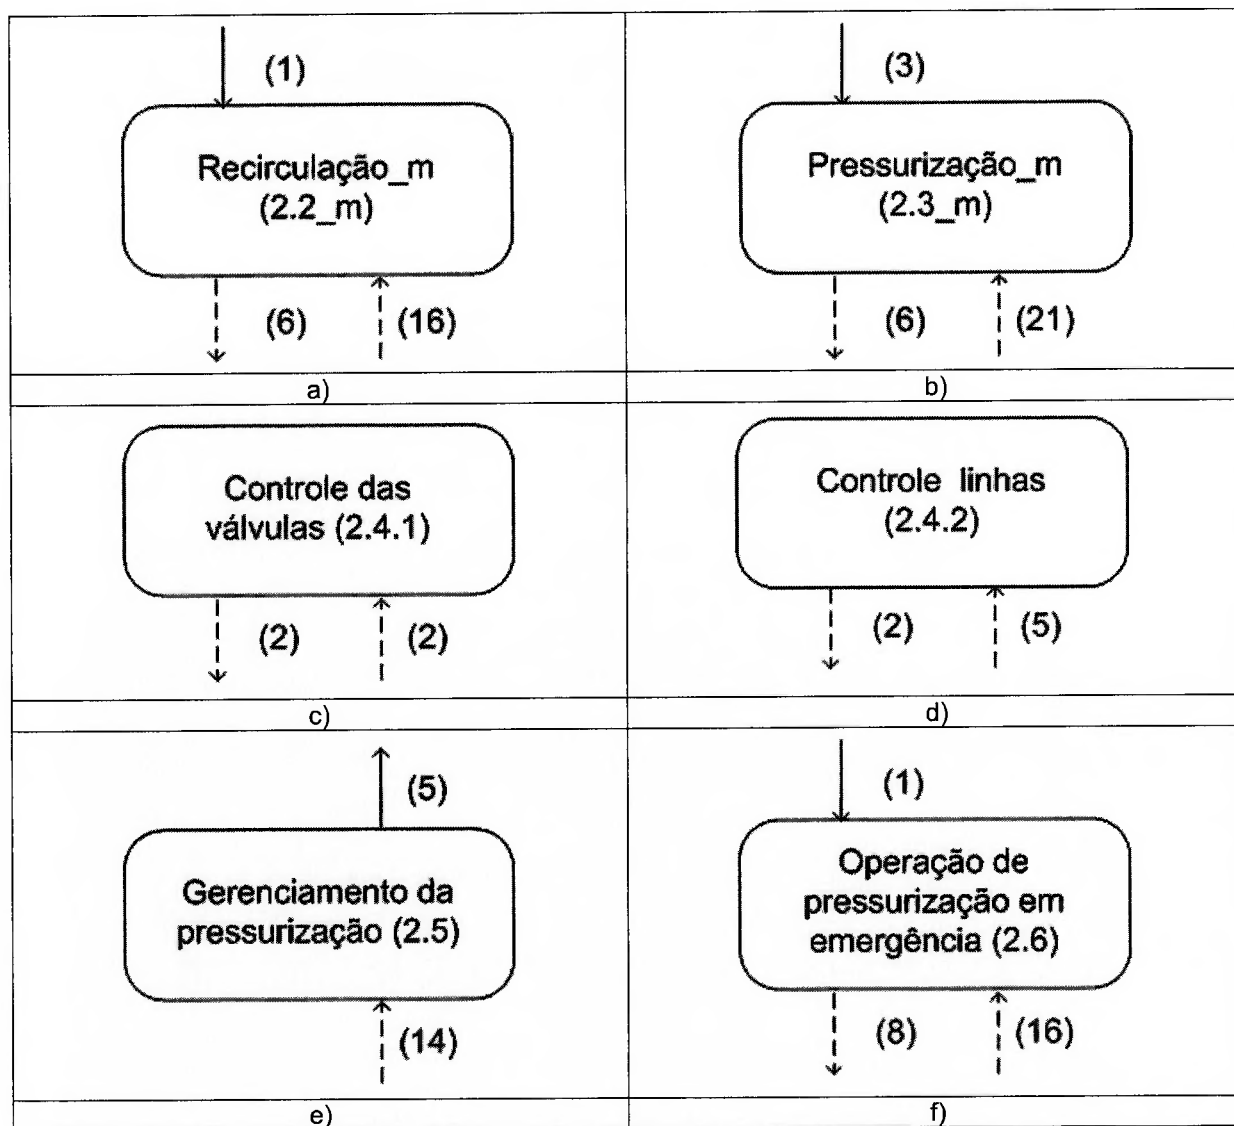 (1)
Recirculação_m
(2.2_m)
(6)
(16)
a)
(3)
Pressurização_m
(2.3_m)
(6)
(21)
b)
Controle das
válvulas (2.4.1)
(2)
(2)
c)
Controle linhas
(2.4.2)
(2)
(5)
d)
(5)
Gerenciamento da
pressurização (2.5)
(14)
e)
(1)
Operação de
pressurização em
emergência (2.6)
(8)
(16)
f)